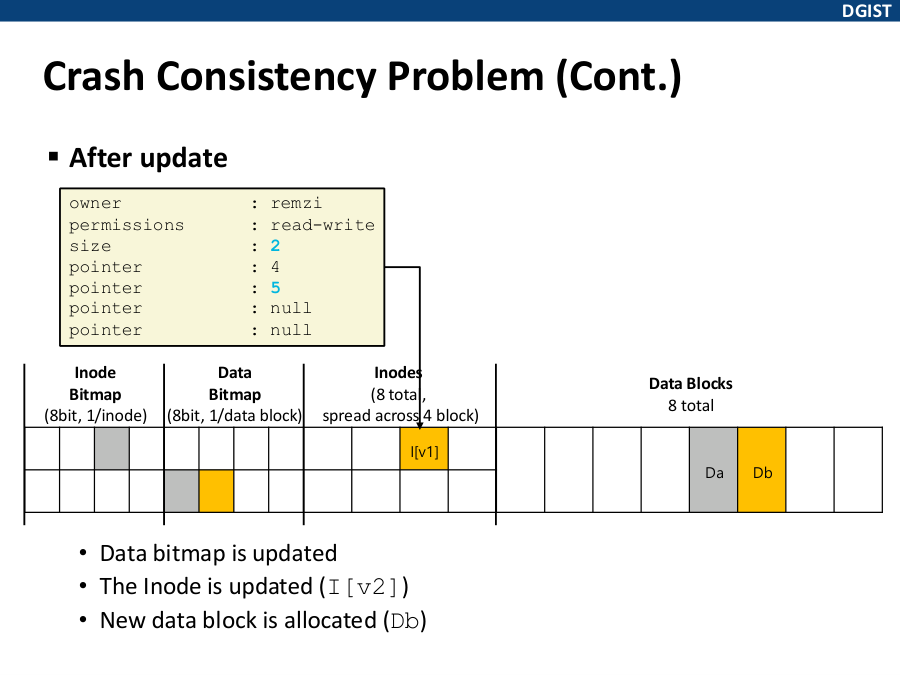 DGIST
Crash Consistency Problem (Cont.)
▪ After update
owner : remzi
permissions : read-write
size : 2
pointer : 4
pointer : 5
pointer : null
pointer : null
Inode
Bitmap
(8bit, 1/inode)
Data
Bitmap
(8bit, 1/data block)
Inodes
(8 total,
spread across 4 block)
Data Blocks
8 total
I[v1]
Da
Db
• Data bitmap is updated
• The Inode is updated (I[v2])
• New data block is allocated (Db)